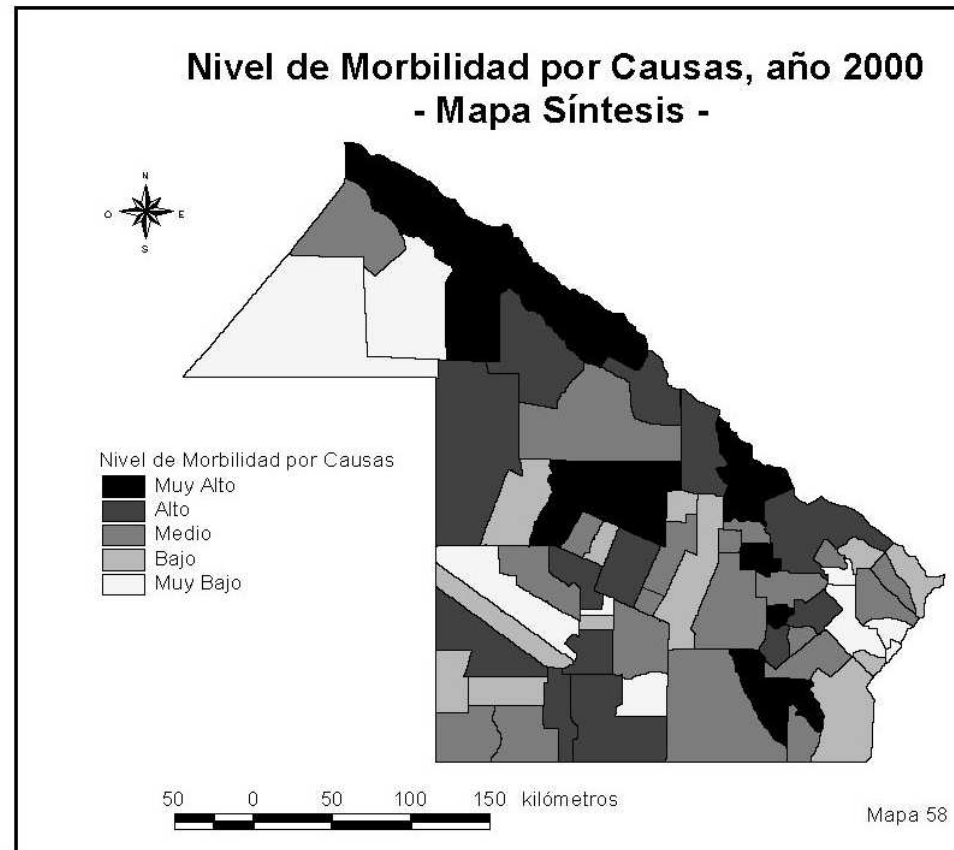 Nivel de Morbilidad por Causas, año 2000
- Mapa Síntesis -
N
O E
S
Nivel de Morbilidad por Causas
Muy Alto
Alto
Medio
Bajo
Muy Bajo
50 0 50 100 150 kilómetros
Mapa 58